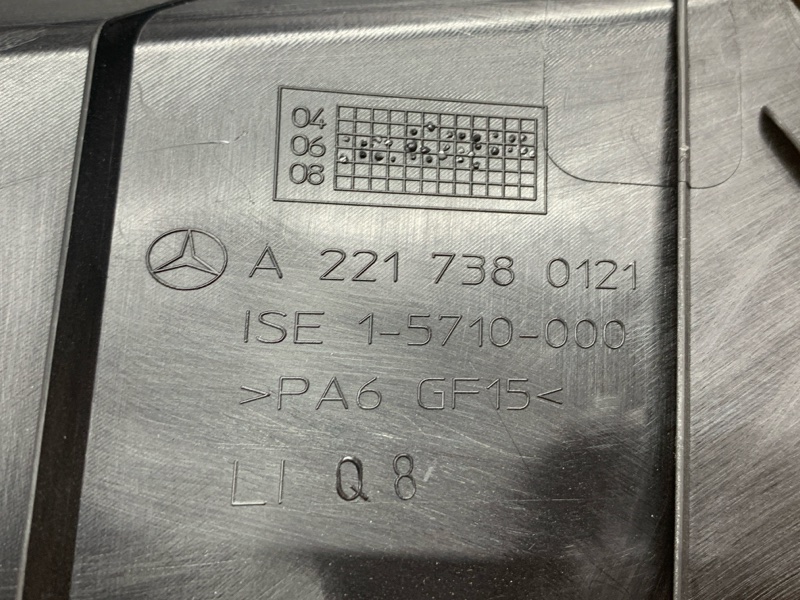 04
06
08
A 221 738 0121
ISE 1-5710-000
>PA6 GF15<
LI Q 8